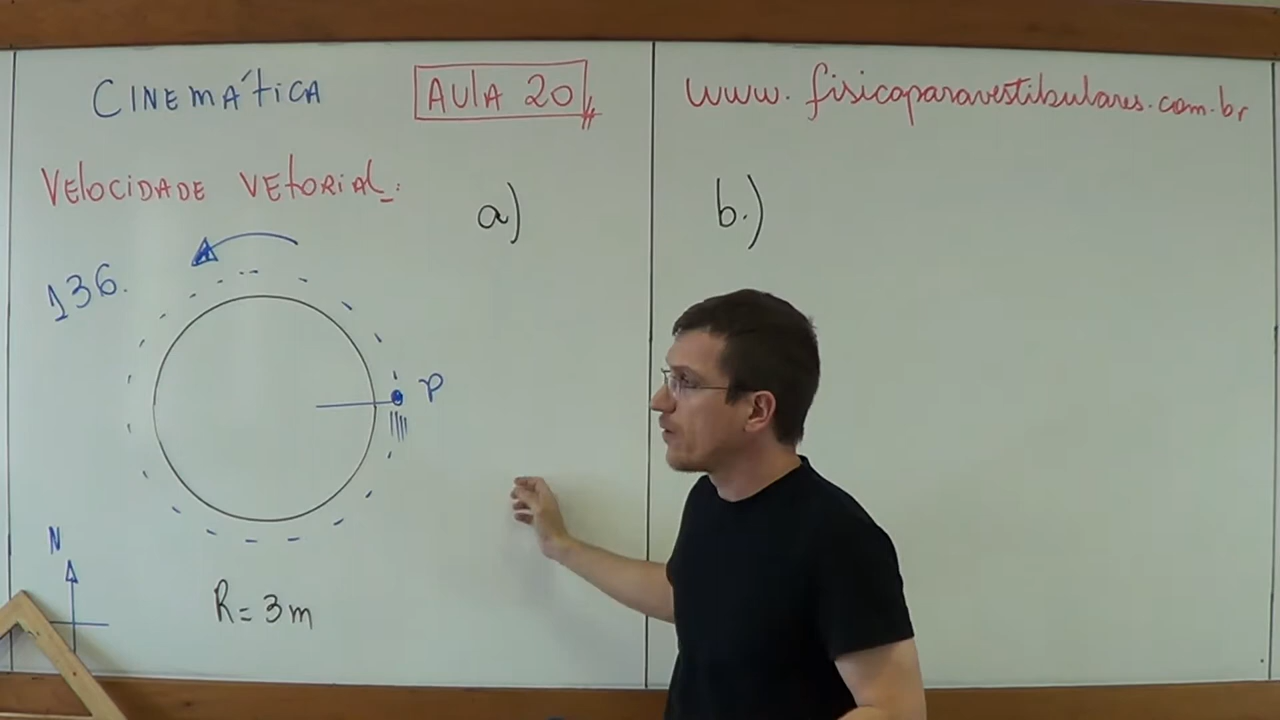 CINEMÁTICA
AULA 20
www.fisicaparavestibulares.com.br
VELOCIDADE VETORIAL:
a)
b.)
136.
P
N
R = 3m